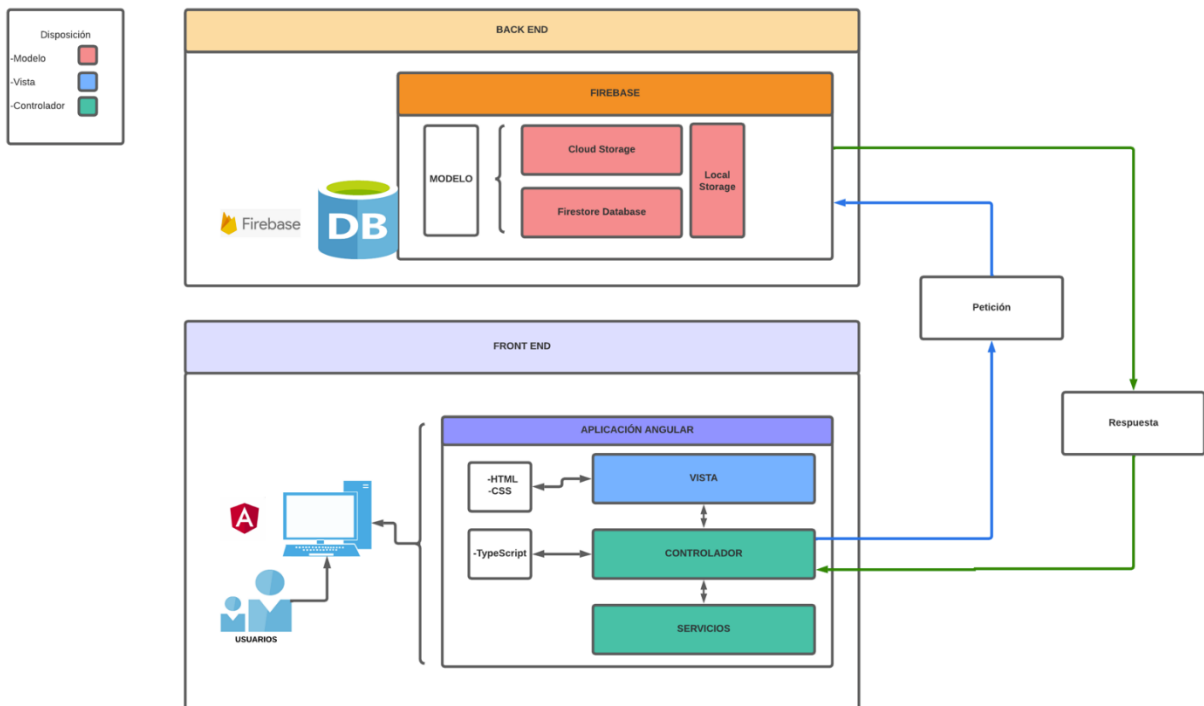 Disposición
-Modelo
-Vista
-Controlador
BACK END
FIREBASE
MODELO
Cloud Storage
Firestore Database
Local
Storage
Firebase
DB
Petición
Respuesta
FRONT END
APLICACIÓN ANGULAR
-HTML
-CSS
VISTA
-TypeScript
CONTROLADOR
SERVICIOS
A
USUARIOS